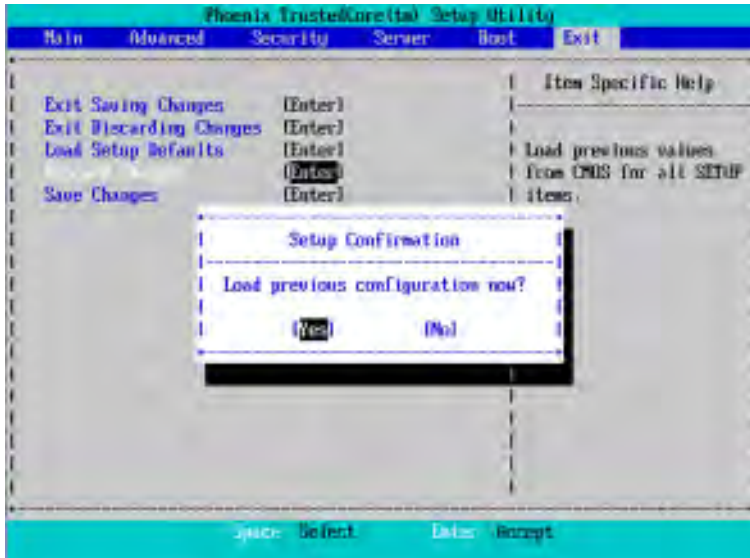 Phoenix TrustedCore(tm) Setup Utility
Main Advanced Security Server Boot Exit
Item Specific Help
Exit Saving Changes [Enter]
Exit Discarding Changes [Enter]
Load Setup Defaults [Enter]
[Enter]
Save Changes [Enter]
Load previous values
from CMOS for all SETUP
items.
Setup Confirmation
Load previous configuration now?
[Yes] [No]
Space Select Enter Accept